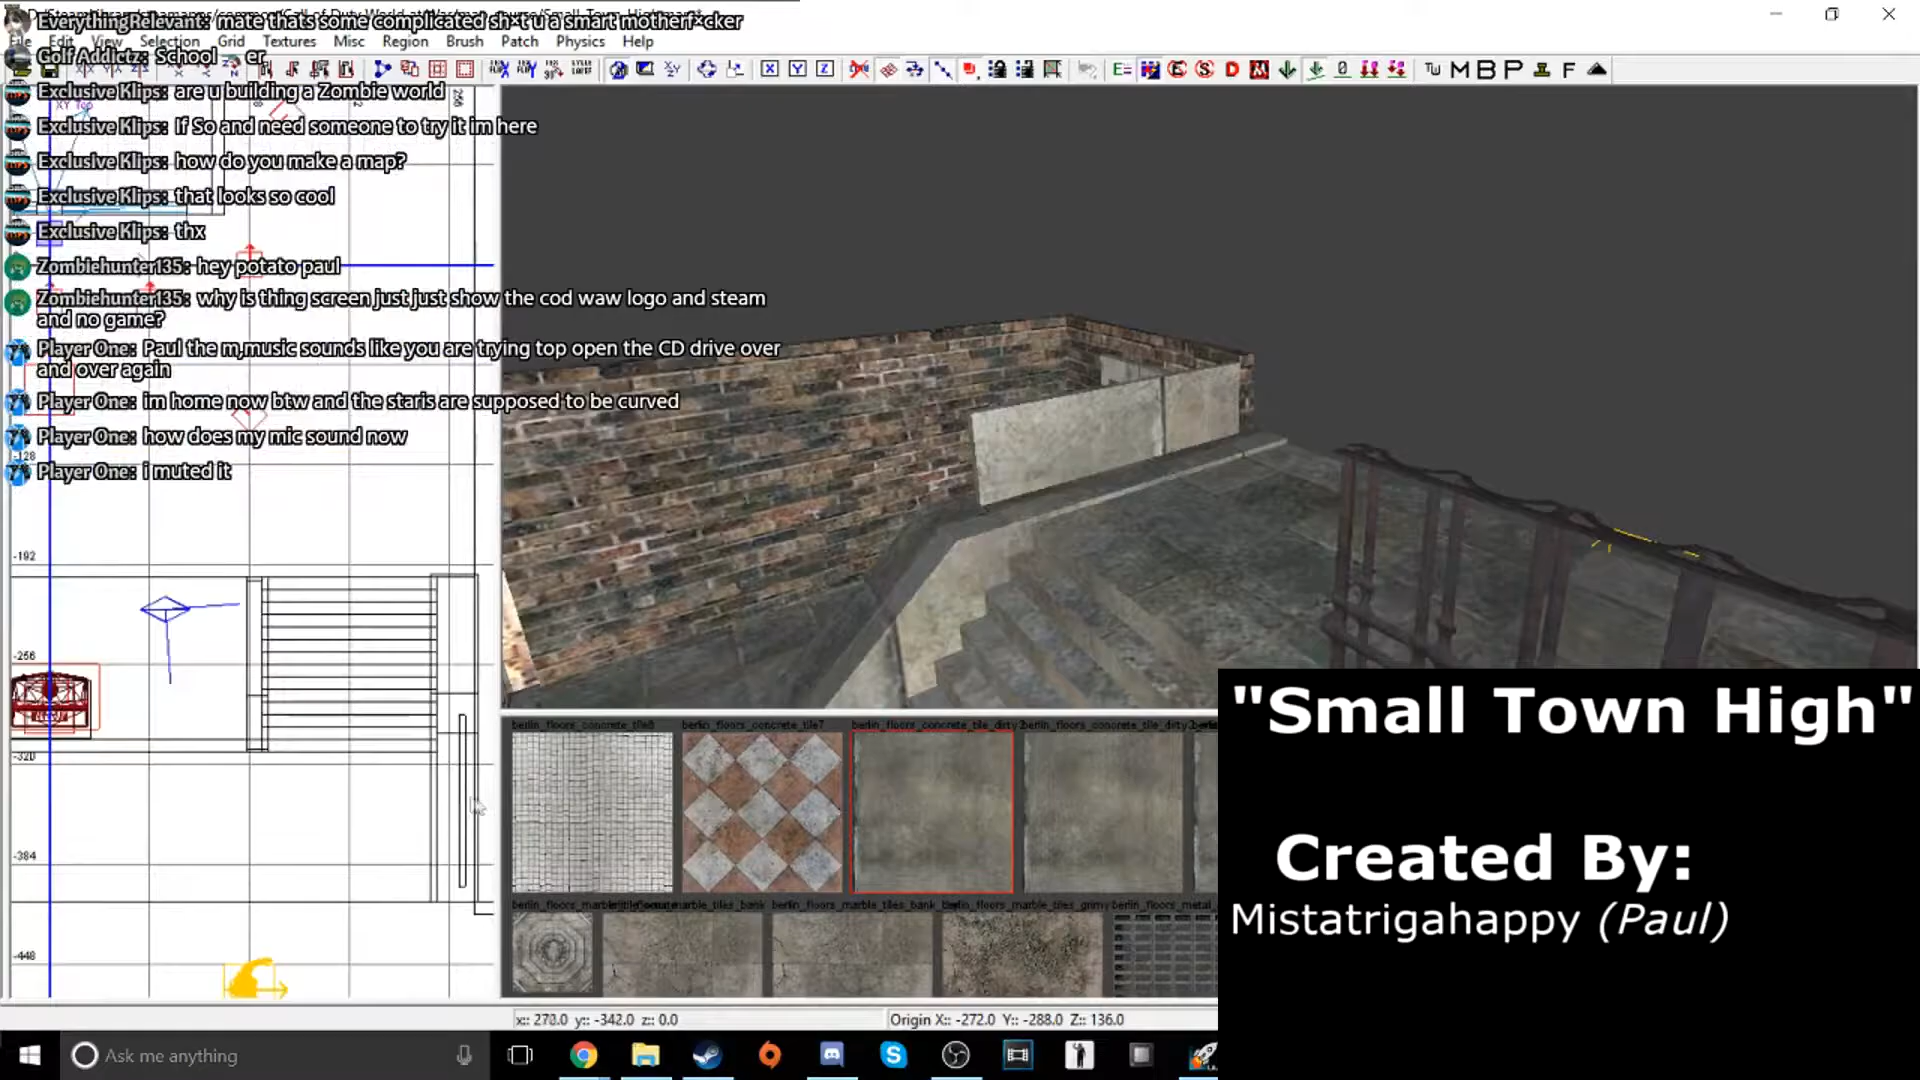 EverythingRelevant: mate thats some complicated sh*t u a smart motherf*cker
File Edit View Selection Grid Textures Misc Region Brush Patch Physics Help
Golf Addictz: School er
Exclusive Klips: are u building a Zombie world
XY Top
Exclusive Klips: If So and need someone to try it im here
Exclusive Klips: how do you make a map?
Exclusive Klips: that looks so cool
Exclusive Klips: thx
Zombiehunter135: hey potato paul
Zombiehunter135: why is thing screen just just show the cod waw logo and steam
and no game?
Player One: Paul the m,music sounds like you are trying top open the CD drive over
and over again
Player One: im home now btw and the staris are supposed to be curved
Player One: how does my mic sound now
-128
Player One: i muted it
-192
-256
-320
-384
-448
berlin_floors_concrete_tile7
berlin_floors_concrete_tile_dirty
"Small Town High"
Created By:
Mistatrigahappy (Paul)
x:: 270.0 y:: -342.0 z:: 0.0
Origin X:: -272.0 Y:: -288.0 Z:: 136.0
Ask me anything